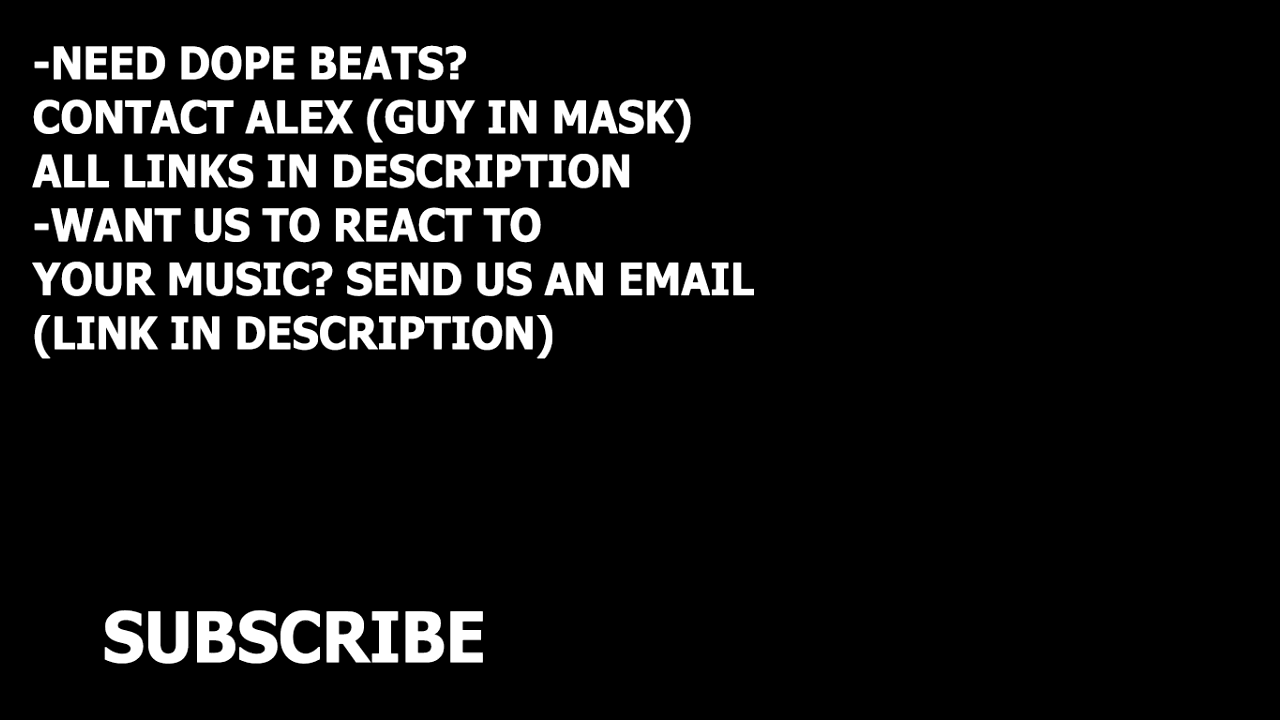 -NEED DOPE BEATS?
CONTACT ALEX (GUY IN MASK)
ALL LINKS IN DESCRIPTION
-WANT US TO REACT TO
YOUR MUSIC? SEND US AN EMAIL
(LINK IN DESCRIPTION)
SUBSCRIBE